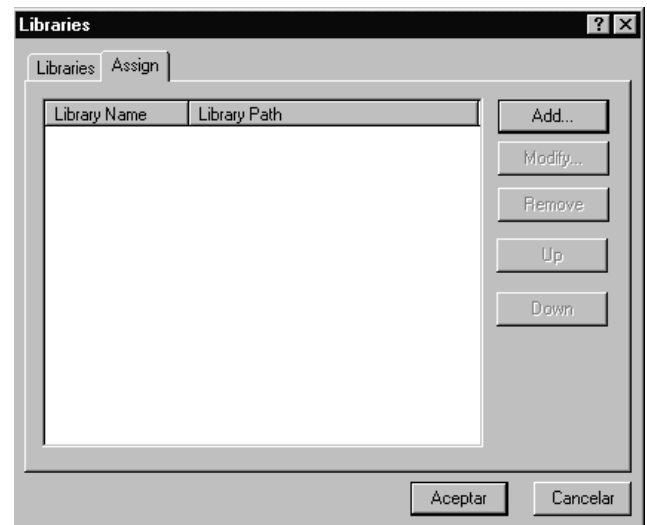 Libraries
Libraries Assign
Library Name Library Path
Add...
Modify...
Remove
Up
Down
Aceptar Cancelar